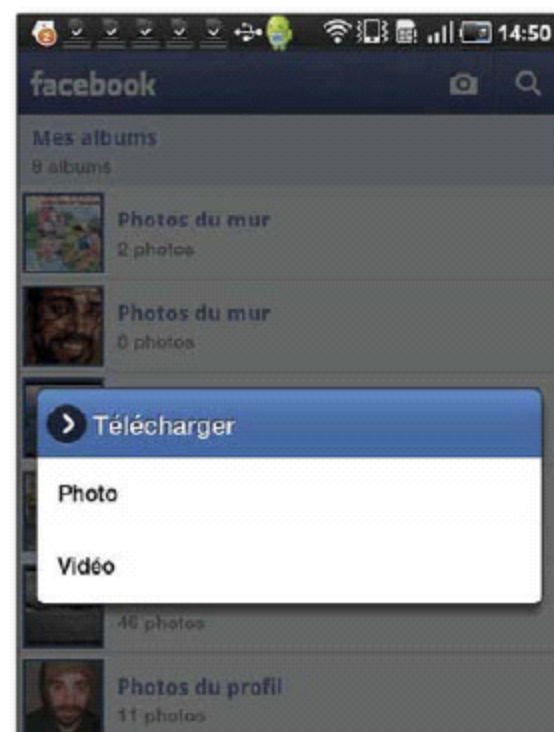 14:50
facebook
Mes albums
8 albums
Photos du mur
2 photos
Photos du mur
0 photos
Télécharger
Photo
Vidéo
46 photos
Photos du profil
11 photos